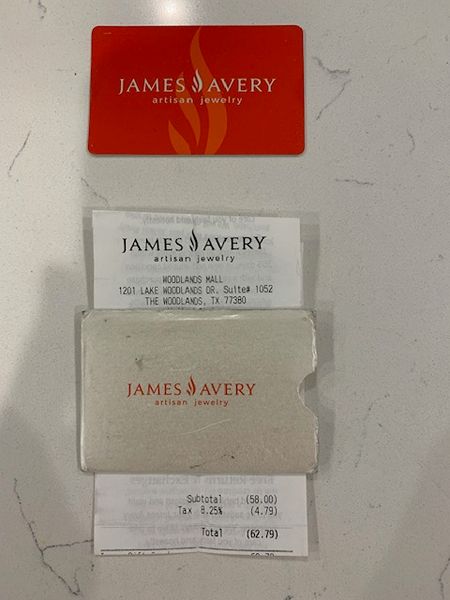 JAMES AVERY
artisan jewelry
JAMES AVERY
artisan jewelry
WOODLANDS MALL
1201 LAKE WOODLANDS DR. Suite# 1052
THE WOODLANDS, TX 77380
JAMES AVERY
artisan jewelry
Subtotal (58.00)
Tax 8.25% (4.79)
Total (62.79)